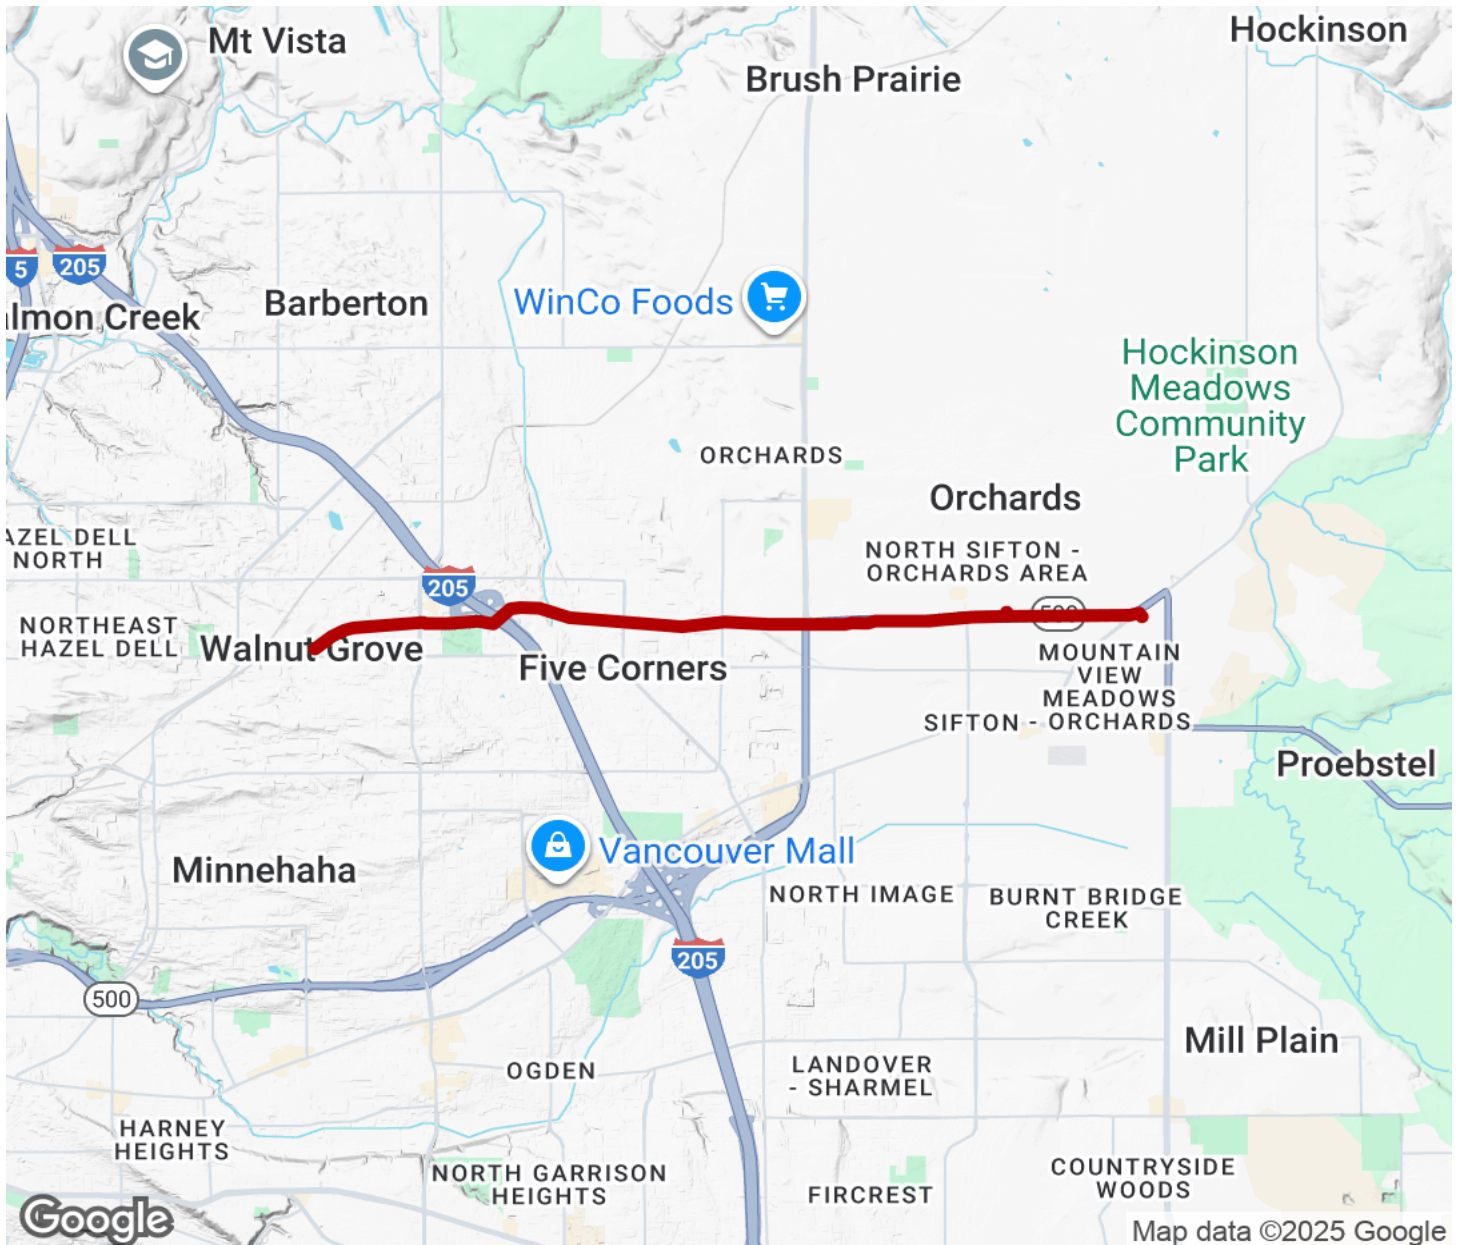 Mt Vista
Hockinson
Brush Prairie
5
205
Barberton
WinCo Foods
lmon Creek
Hockinson
Meadows
Community
Park
ORCHARDS
Orchards
AZEL DELL
NORTH
NORTH SIFTON -
ORCHARDS AREA
205
500
NORTHEAST
HAZEL DELL
Walnut Grove
Five Corners
MOUNTAIN
VIEW
MEADOWS
SIFTON - ORCHARDS
Proebstel
Vancouver Mall
Minnehaha
NORTH IMAGE
BURNT BRIDGE
CREEK
205
500
Mill Plain
OGDEN
LANDOVER
- SHARMEL
HARNEY
HEIGHTS
NORTH GARRISON
HEIGHTS
FIRCREST
COUNTRYSIDE
WOODS
Google
Map data ©2025 Google